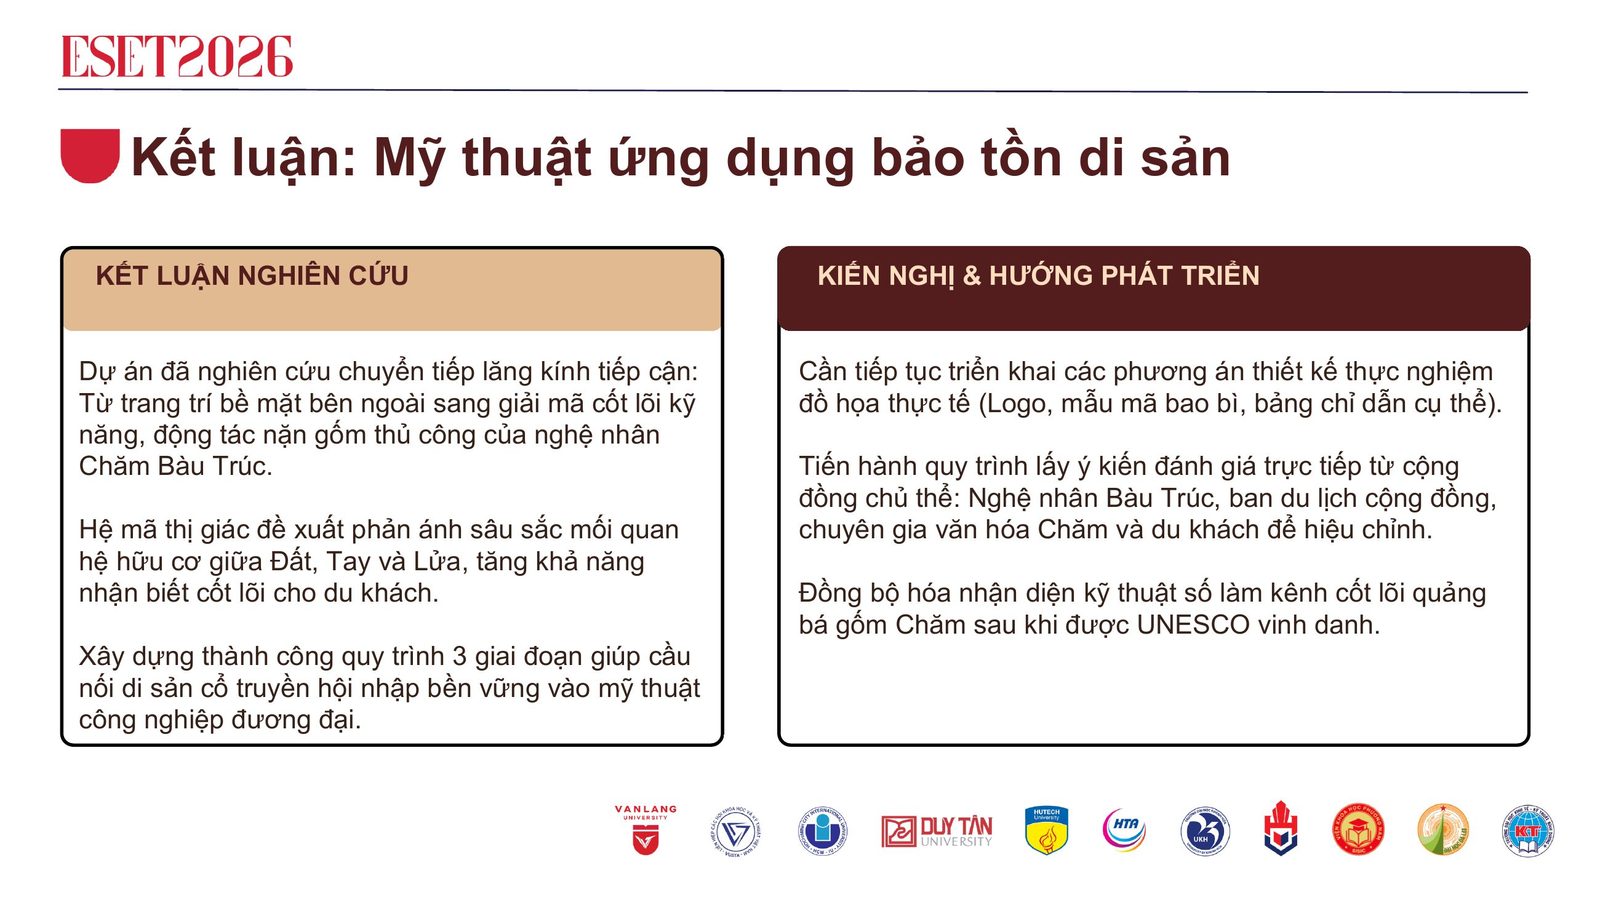 ESET2026
Kết luận: Mỹ thuật ứng dụng bảo tồn di sản
KẾT LUẬN NGHIÊN CỨU
Dự án đã nghiên cứu chuyển tiếp lăng kính tiếp cận:
Từ trang trí bề mặt bên ngoài sang giải mã cốt lõi kỹ
năng, động tác nặn gốm thủ công của nghệ nhân
Chăm Bàu Trúc.
Hệ mã thị giác đề xuất phản ánh sâu sắc mối quan
hệ hữu cơ giữa Đất, Tay và Lửa, tăng khả năng
nhận biết cốt lõi cho du khách.
Xây dựng thành công quy trình 3 giai đoạn giúp cầu
nối di sản cổ truyền hội nhập bền vững vào mỹ thuật
công nghiệp đương đại.
KIẾN NGHỊ & HƯỚNG PHÁT TRIỂN
Cần tiếp tục triển khai các phương án thiết kế thực nghiệm
đồ họa thực tế (Logo, mẫu mã bao bì, bảng chỉ dẫn cụ thể).
Tiến hành quy trình lấy ý kiến đánh giá trực tiếp từ cộng
đồng chủ thể: Nghệ nhân Bàu Trúc, ban du lịch cộng đồng,
chuyên gia văn hóa Chăm và du khách để hiệu chỉnh.
Đồng bộ hóa nhận diện kỹ thuật số làm kênh cốt lõi quảng
bá gốm Chăm sau khi được UNESCO vinh danh.
VAN LANG
UNIVERSITY
DUY TÂN
UNIVERSITY
HUTECH
University
HTA
UKH